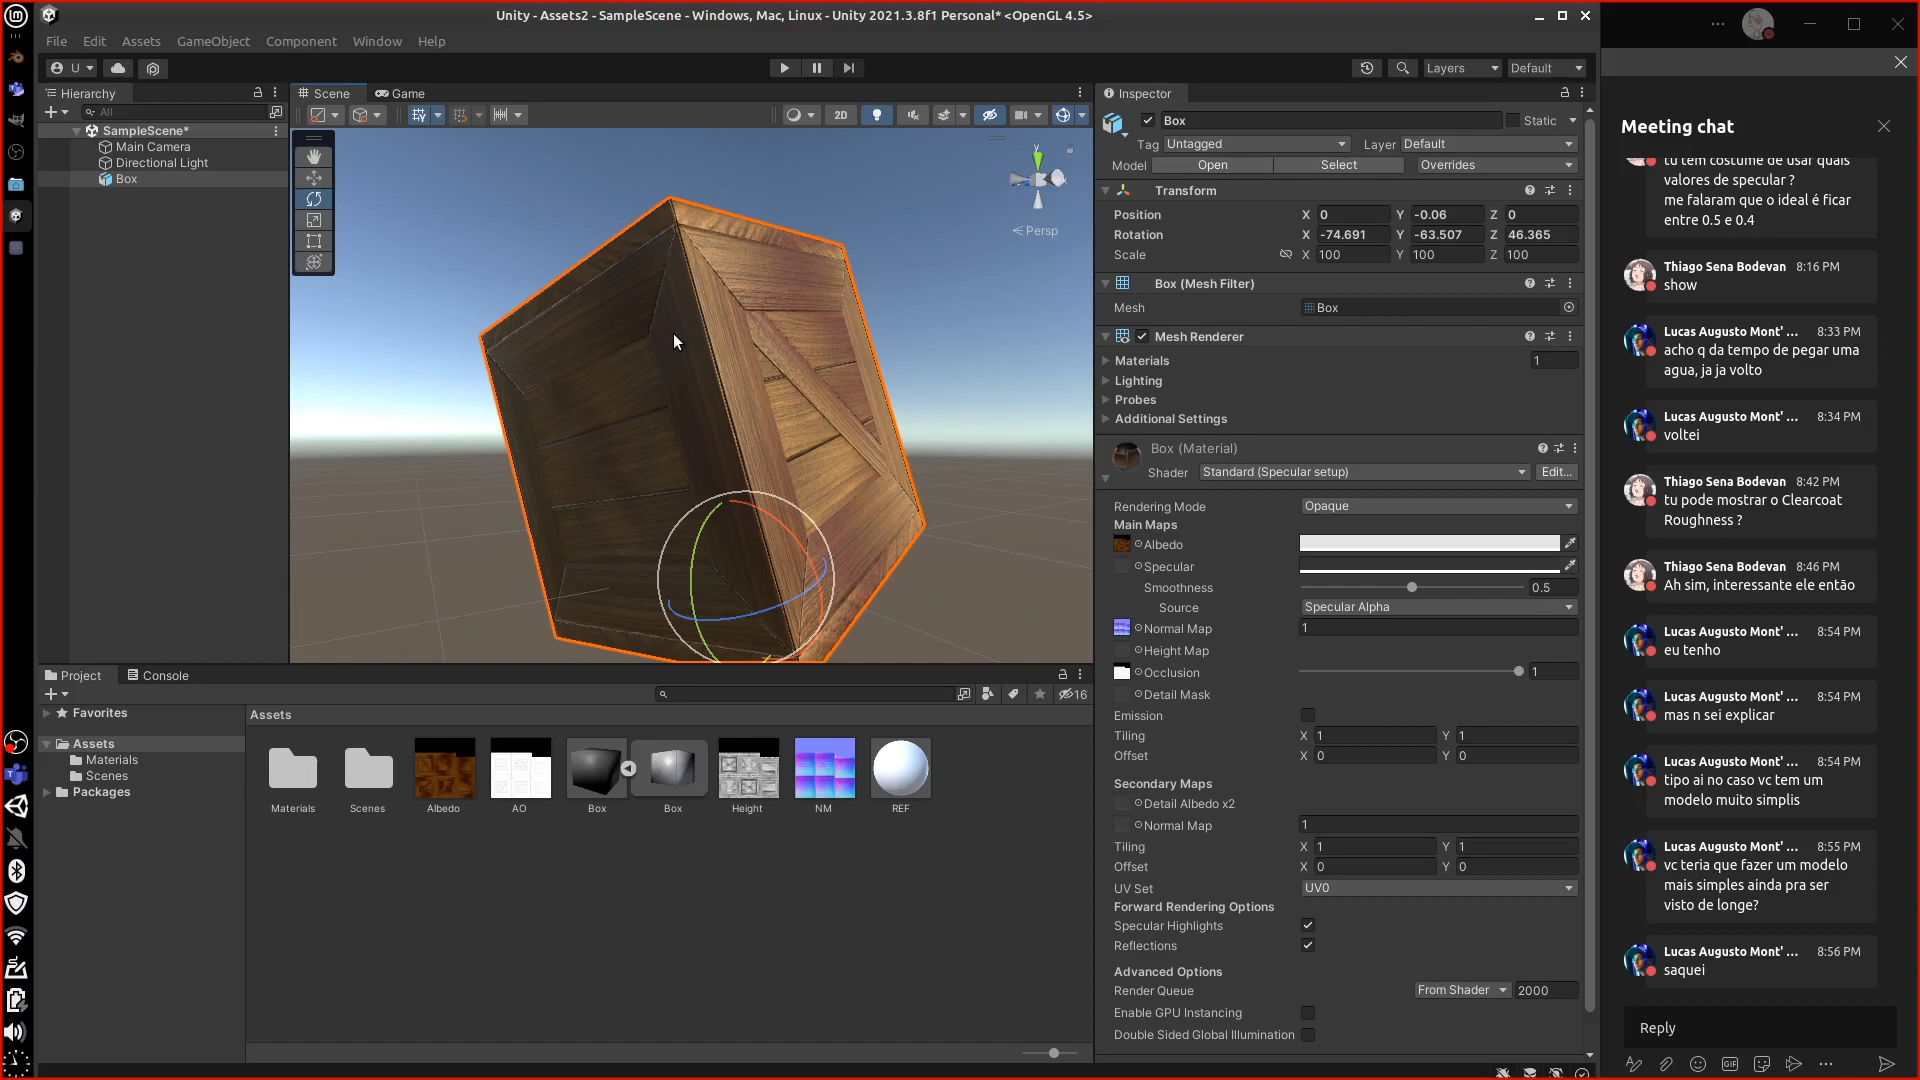 Unity - Assets2 - SampleScene - Windows, Mac, Linux - Unity 2021.3.8f1 Personal* <OpenGL 4.5>
File Edit Assets GameObject Component Window Help
U
Layers
Default
Hierarchy
All
SampleScene*
Main Camera
Directional Light
Box
Scene
Game
2D
y
Persp
Inspector
Box
Static
Tag Untagged
Layer Default
Model Open Select Overrides
Transform
Position X 0 Y -0.06 Z 0
Rotation X -74.691 Y -63.507 Z 46.365
Scale X 100 Y 100 Z 100
Box (Mesh Filter)
Mesh Box
Mesh Renderer
Materials 1
Lighting
Probes
Additional Settings
Box (Material)
Shader Standard (Specular setup) Edit...
Rendering Mode Opaque
Main Maps
Albedo
Specular
Smoothness 0.5
Source Specular Alpha
Normal Map 1
Height Map
Occlusion 1
Detail Mask
Emission
Tiling X 1 Y 1
Offset X 0 Y 0
Secondary Maps
Detail Albedo x2
Normal Map 1
Tiling X 1 Y 1
Offset X 0 Y 0
UV Set UV0
Forward Rendering Options
Specular Highlights
Reflections
Advanced Options
Render Queue From Shader 2000
Enable GPU Instancing
Double Sided Global Illumination
Project
Console
16
Favorites
Assets
Materials
Scenes
Packages
Assets
Materials
Scenes
Albedo
AO
Box
Box
Height
NM
REF
Meeting chat
tu tem costume de usar quais
valores de specular ?
me falaram que o ideal é ficar
entre 0.5 e 0.4
Thiago Sena Bodevan 8:16 PM
show
Lucas Augusto Mont' ... 8:33 PM
acho q da tempo de pegar uma
agua, ja ja volto
Lucas Augusto Mont' ... 8:34 PM
voltei
Thiago Sena Bodevan 8:42 PM
tu pode mostrar o Clearcoat
Roughness ?
Thiago Sena Bodevan 8:46 PM
Ah sim, interessante ele então
Lucas Augusto Mont' ... 8:54 PM
eu tenho
Lucas Augusto Mont' ... 8:54 PM
mas n sei explicar
Lucas Augusto Mont' ... 8:54 PM
tipo ai no caso vc tem um
modelo muito simplis
Lucas Augusto Mont' ... 8:55 PM
vc teria que fazer um modelo
mais simples ainda pra ser
visto de longe?
Lucas Augusto Mont' ... 8:56 PM
saquei
Reply
GIF